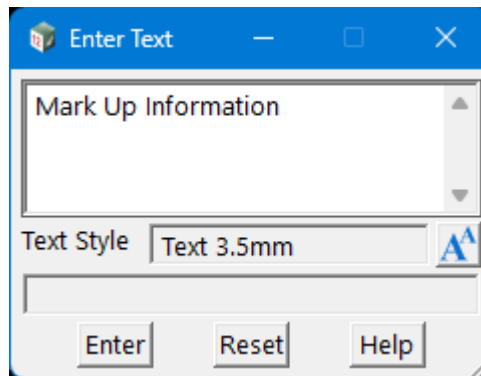 Enter Text
Mark Up Information
Text Style Text 3.5mm
Enter Reset Help